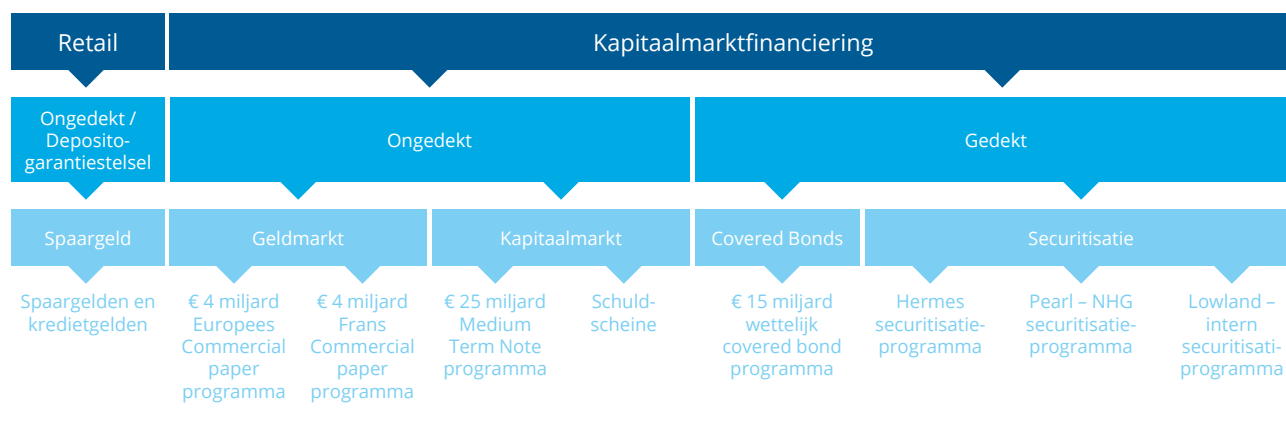 Retail
Kapitaalmarktfinanciering
Ongedekt /
Deposito-
garantiestelsel
Ongedekt
Gedekt
Spaargeld
Geldmarkt
Kapitaalmarkt
Covered Bonds
Securitisatie
Spaargelden en
kredietgelden
€ 4 miljard
Europees
Commercial
paper
programma
€ 4 miljard
Frans
Commercial
paper
programma
€ 25 miljard
Medium
Term Note
programma
Schuld-
scheine
€ 15 miljard
wettelijk
covered bond
programma
Hermes
securitisatie-
programma
Pearl – NHG
securitisatie-
programma
Lowland –
intern
securitisati-
programma